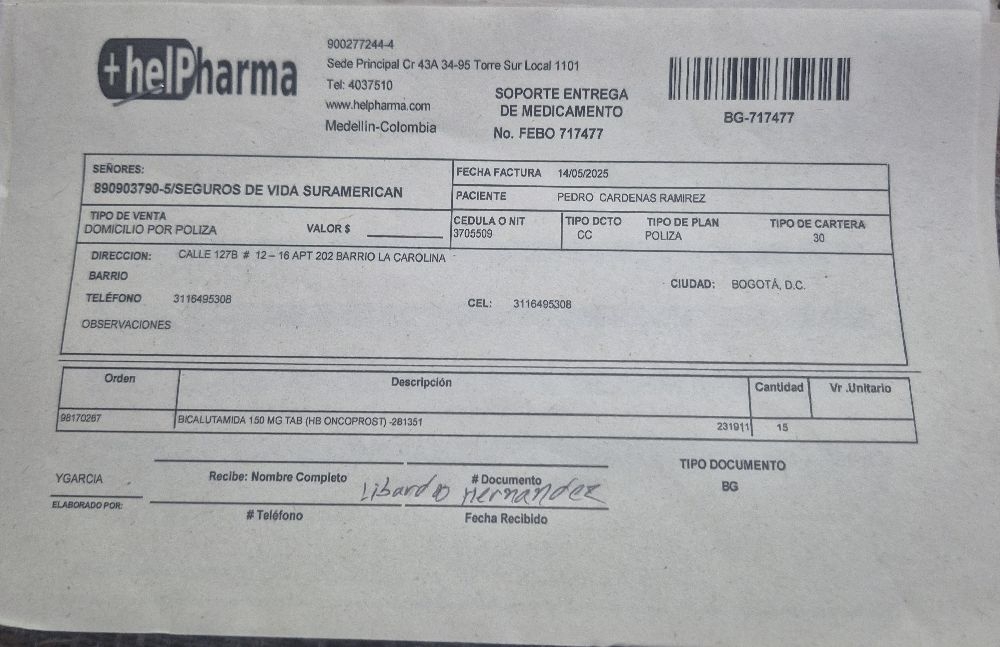 +helPharma
900277244-4
Sede Principal Cr 43A 34-95 Torre Sur Local 1101
Tel: 4037510
www.helpharma.com
Medellin-Colombia
SOPORTE ENTREGA
DE MEDICAMENTO
No. FEBO 717477
BG-717477
SEÑORES:
890903790-5/SEGUROS DE VIDA SURAMERICAN
FECHA FACTURA 14/05/2025
PACIENTE PEDRO CARDENAS RAMIREZ
TIPO DE VENTA
DOMICILIO POR POLIZA
VALOR $
CEDULA O NIT
3705509
TIPO DCTO
CC
TIPO DE PLAN
POLIZA
TIPO DE CARTERA
30
DIRECCION: CALLE 127B # 12 – 16 APT 202 BARRIO LA CAROLINA
BARRIO
CIUDAD: BOGOTÁ, D.C.
TELÉFONO 3116495308
CEL: 3116495308
OBSERVACIONES
Orden Descripción Cantidad Vr .Unitario
98170267 BICALUTAMIDA 150 MG TAB (HB ONCOPROST) -281351 231911 15
YGARCIA
ELABORADO POR:
Recibe: Nombre Completo
# Documento
Libardo Hernandez
# Teléfono
Fecha Recibido
TIPO DOCUMENTO
BG